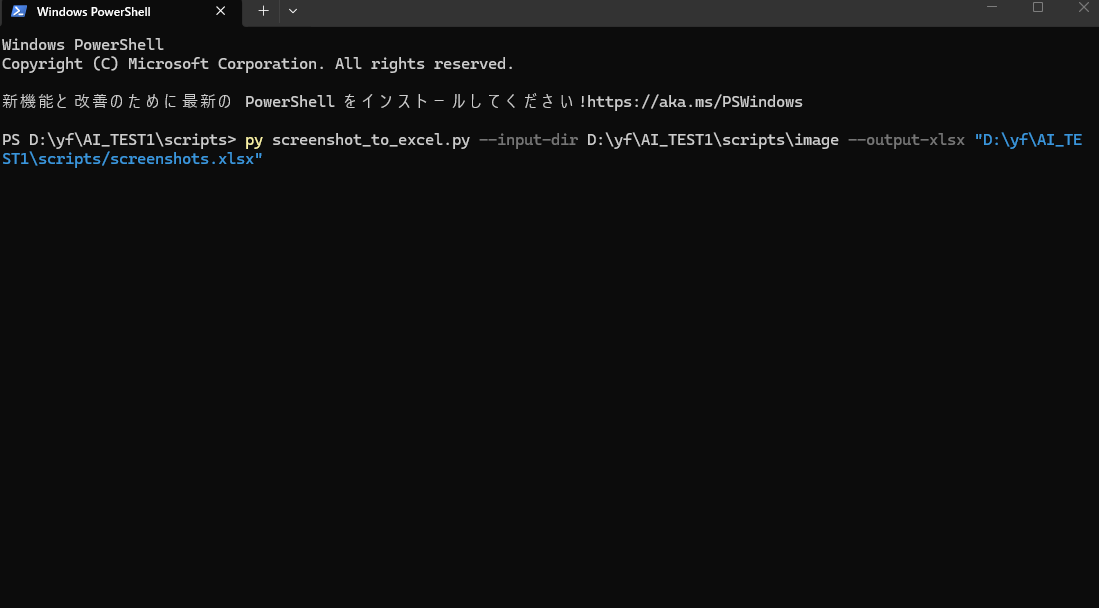 Windows PowerShell
Windows PowerShell
Copyright (C) Microsoft Corporation. All rights reserved.
新機能と改善のために最新の PowerShell をインストールしてください!https://aka.ms/PSWindows
PS D:\yf\AI_TEST1\scripts> py screenshot_to_excel.py --input-dir D:\yf\AI_TEST1\scripts\image --output-xlsx "D:\yf\AI_TE
ST1\scripts/screenshots.xlsx"